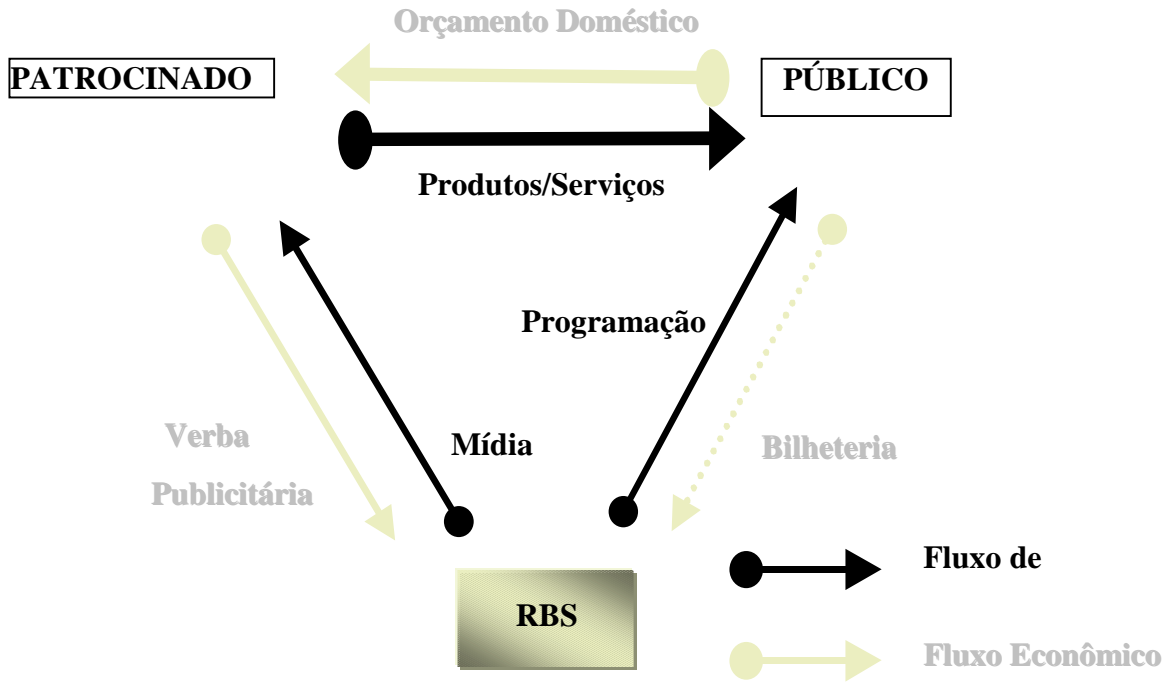 Orçamento Doméstico
PATROCINADO
PÚBLICO
Produtos/Serviços
Programação
Verba
Publicitária
Mídia
Bilheteria
RBS
Fluxo de
Fluxo Econômico